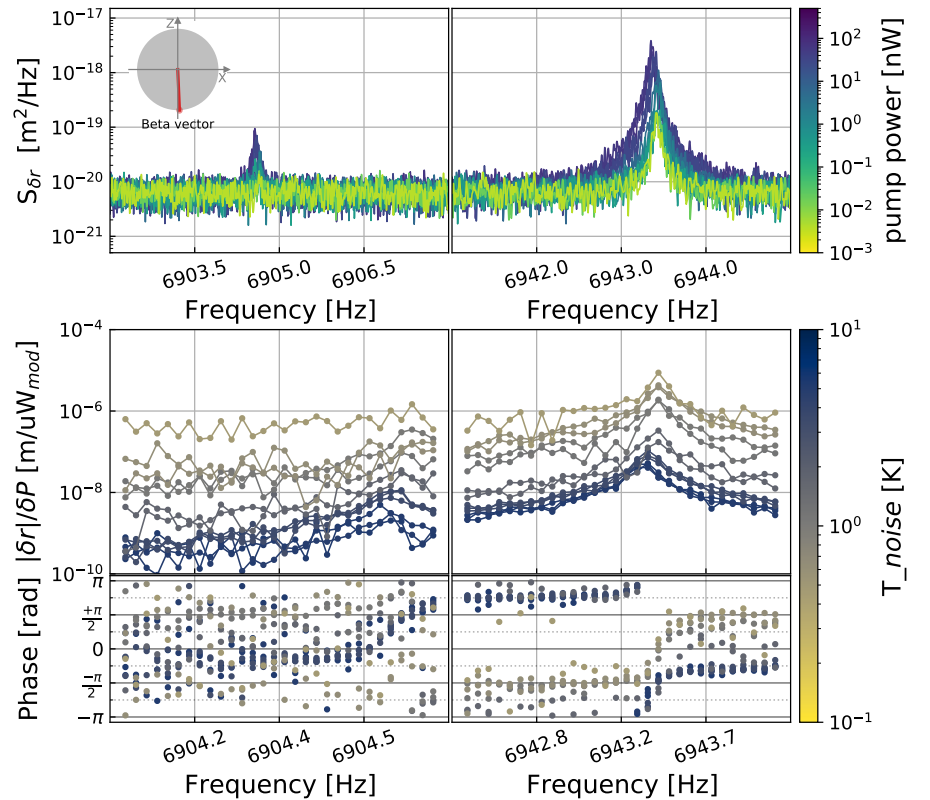 10⁻¹⁷
10⁻¹⁸
10⁻¹⁹
10⁻²⁰
10⁻²¹
S_δr [m²/Hz]
Z
X
Beta vector
6903.5 6905.0 6906.5
Frequency [Hz]
6942.0 6943.0 6944.0
Frequency [Hz]
10²
10¹
10⁰
10⁻¹
10⁻²
10⁻³
pump power [nW]
10⁻⁴
10⁻⁶
10⁻⁸
10⁻¹⁰
|δr|/δP [m/uW_mod]
π
+π/2
0
−π/2
−π
Phase [rad]
6904.2 6904.4 6904.5
Frequency [Hz]
6942.8 6943.2 6943.7
Frequency [Hz]
10¹
10⁰
10⁻¹
T_noise [K]